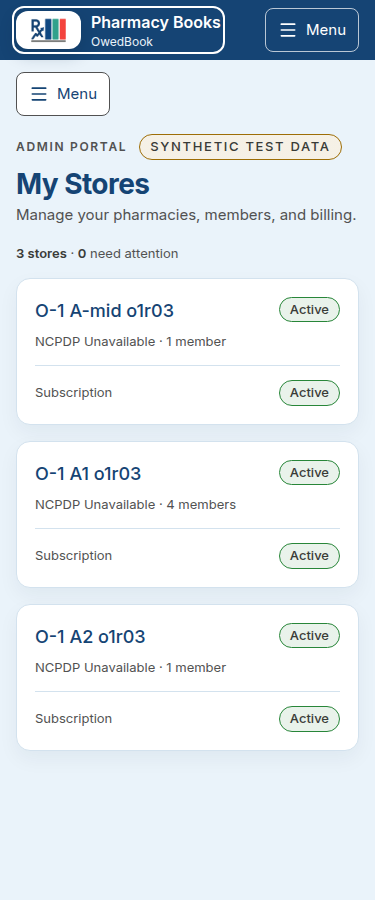 Rx
Pharmacy Books
OwedBook
Menu
Menu
ADMIN PORTAL
SYNTHETIC TEST DATA
My Stores
Manage your pharmacies, members, and billing.
3 stores · 0 need attention
O-1 A-mid o1r03
Active
NCPDP Unavailable · 1 member
Subscription
Active
O-1 A1 o1r03
Active
NCPDP Unavailable · 4 members
Subscription
Active
O-1 A2 o1r03
Active
NCPDP Unavailable · 1 member
Subscription
Active